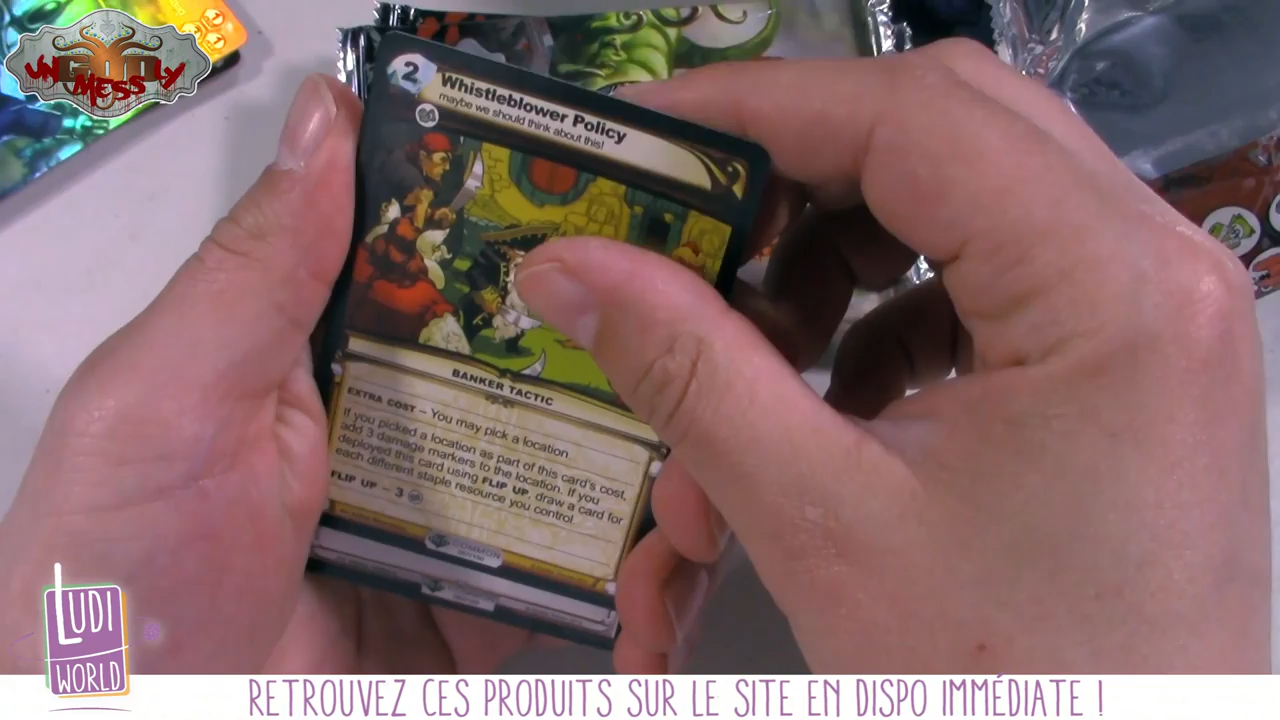 UNGODLY
MESS
2
Whistleblower Policy
maybe we should think about this!
BANKER TACTIC
EXTRA COST – You may pick a location.
If you picked a location as part of this card's cost,
add 3 damage markers to the location. If you
deployed this card using FLIP UP, draw a card for
each different staple resource you control.
FLIP UP – 3
COMMON
LUDI
WORLD
RETROUVEZ CES PRODUITS SUR LE SITE EN DISPO IMMÉDIATE !